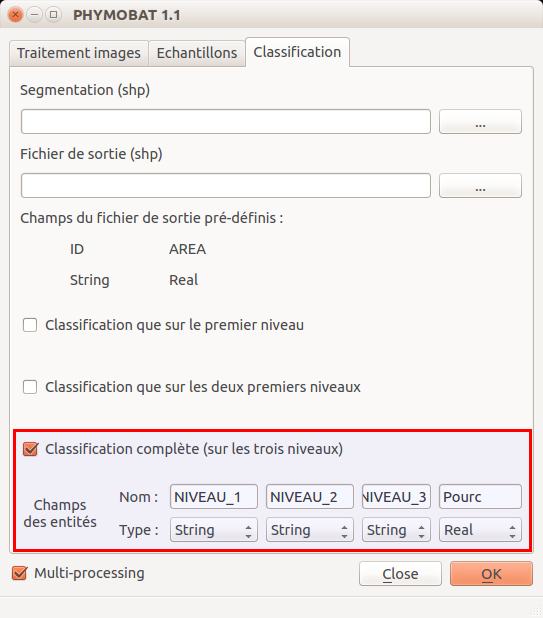 PHYMOBAT 1.1
Traitement images Echantillons Classification
Segmentation (shp)
...
Fichier de sortie (shp)
...
Champs du fichier de sortie pré-définis :
ID AREA
String Real
Classification que sur le premier niveau
Classification que sur les deux premiers niveaux
Classification complète (sur les trois niveaux)
Champs des entités
Nom : NIVEAU_1 NIVEAU_2 NIVEAU_3 Pourc
Type : String String String Real
Multi-processing Close OK